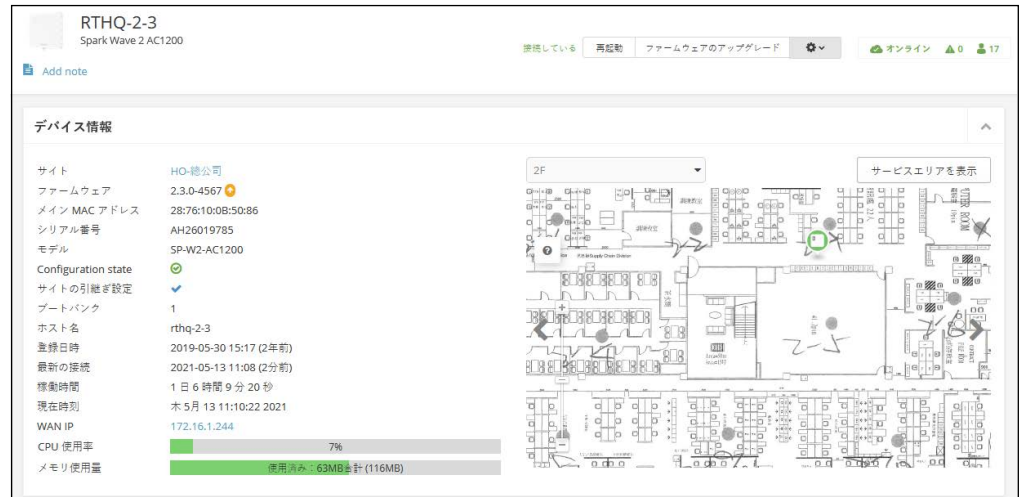 RTHQ-2-3
Spark Wave 2 AC1200
接続している 再起動 ファームウェアのアップグレード オンライン 0 17
Add note
デバイス情報
サイト HO-總公司
ファームウェア 2.3.0-4567
メイン MAC アドレス 28:76:10:0B:50:86
シリアル番号 AH26019785
モデル SP-W2-AC1200
Configuration state
サイトの引継ぎ設定
ブートバンク 1
ホスト名 rthq-2-3
登録日時 2019-05-30 15:17 (2年前)
最新の接続 2021-05-13 11:08 (2分前)
稼働時間 1 日 6 時間 9 分 20 秒
現在時刻 木 5月 13 11:10:22 2021
WAN IP 172.16.1.244
CPU 使用率 7%
メモリ使用量 使用済み:63MB合計 (116MB)
2F サービスエリアを表示
Supply Chain Division
2-5